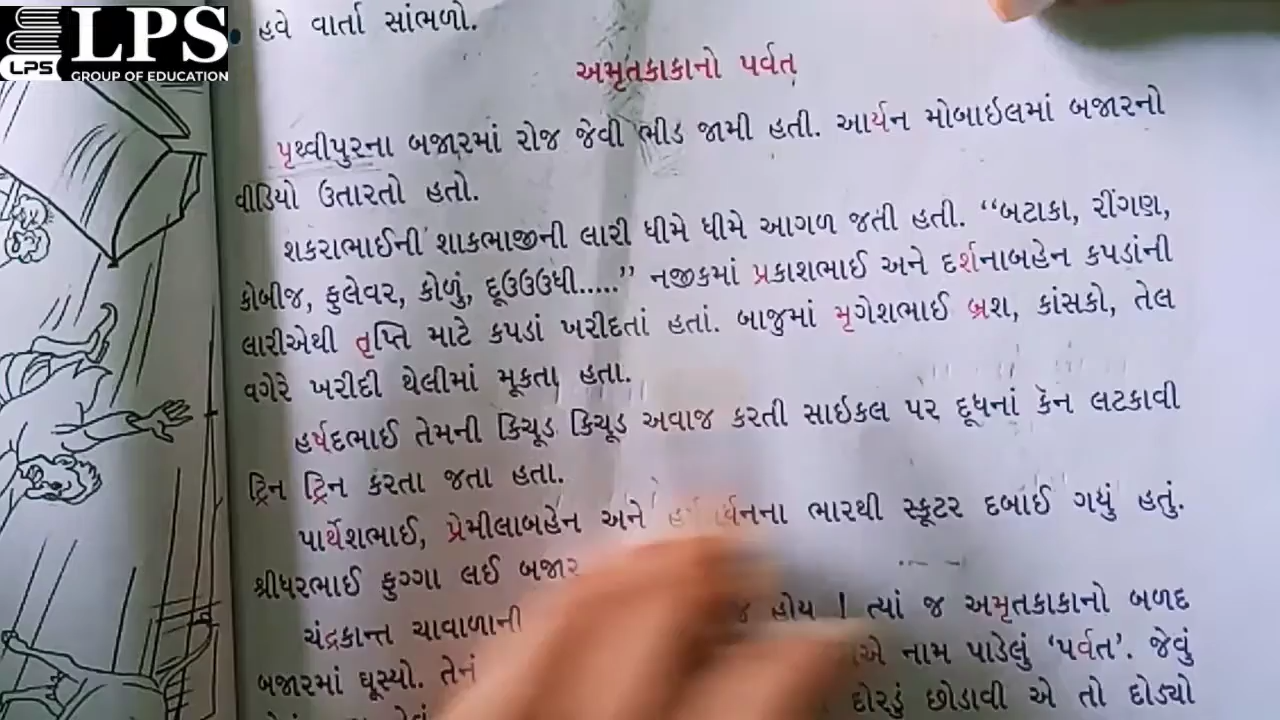 LPS
LPS
GROUP OF EDUCATION
હવે વાર્તા સાંભળો.
અમૃતકાકાનો પર્વત
પૃથ્વીપુરના બજારમાં રોજ જેવી ભીડ જામી હતી. આર્યન મોબાઈલમાં બજારનો
વીડિયો ઉતારતો હતો.
શકરાભાઈની શાકભાજીની લારી ધીમે ધીમે આગળ જતી હતી. “બટાકા, રીંગણ,
કોબીજ, ફુલેવર, કોળું, દૂઉઉઉધી.....” નજીકમાં પ્રકાશભાઈ અને દર્શનાબહેન કપડાંની
લારીએથી તૃપ્તિ માટે કપડાં ખરીદતાં હતાં. બાજુમાં મૃગેશભાઈ બ્રશ, કાંસકો, તેલ
વગેરે ખરીદી થેલીમાં મૂકતા હતા.
હર્ષદભાઈ તેમની કિચૂડ કિચૂડ અવાજ કરતી સાઇકલ પર દૂધનાં કૅન લટકાવી
ટ્રિન ટ્રિન કરતા જતા હતા.
પાર્થેશભાઈ, પ્રેમીલાબહેન અને ભારથી સ્કૂટર દબાઈ ગયું હતું.
શ્રીધરભાઈ ફુગ્ગા લઈ બજાર
ચંદ્રકાન્ત ચાવાળાની હોય ! ત્યાં જ અમૃતકાકાનો બળદ
બજારમાં ઘૂસ્યો. નામ પાડેલું ‘પર્વત’. જેવું
દોરડું છોડાવી એ તો દોડ્યો